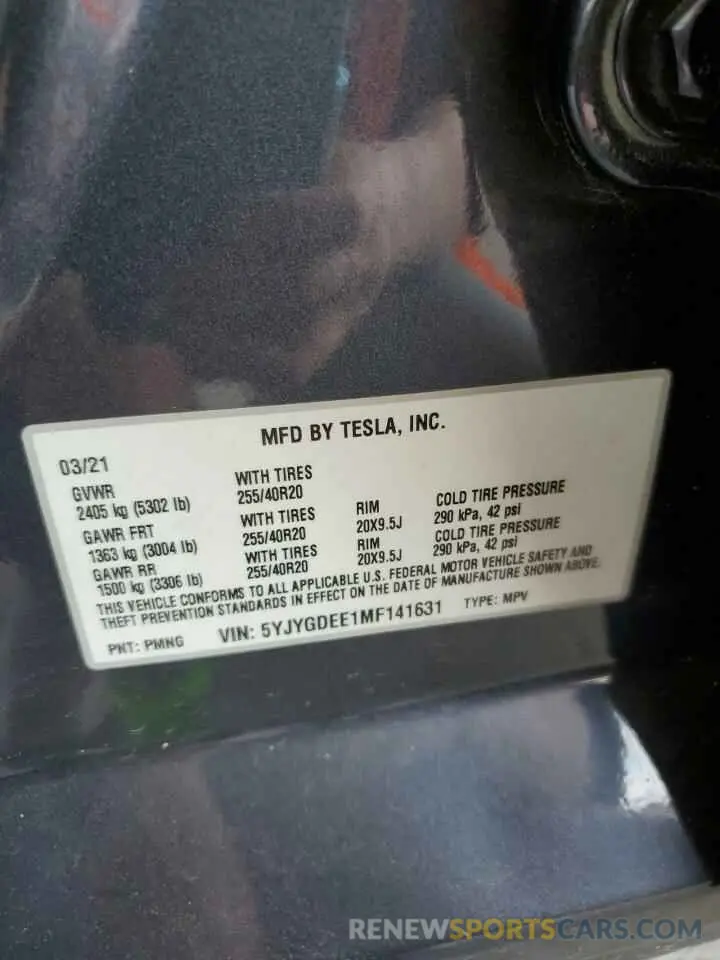 MFD BY TESLA, INC.
03/21
GVWR WITH TIRES
2405 kg (5302 lb) 255/40R20
GAWR FRT WITH TIRES RIM COLD TIRE PRESSURE
1363 kg (3004 lb) 255/40R20 20X9.5J 290 kPa, 42 psi
GAWR RR WITH TIRES RIM COLD TIRE PRESSURE
1500 kg (3306 lb) 255/40R20 20X9.5J 290 kPa, 42 psi
THIS VEHICLE CONFORMS TO ALL APPLICABLE U.S. FEDERAL MOTOR VEHICLE SAFETY AND
THEFT PREVENTION STANDARDS IN EFFECT ON THE DATE OF MANUFACTURE SHOWN ABOVE.
PNT: PMNG VIN: 5YJYGDEE1MF141631 TYPE: MPV
RENEWSPORTSCARS.COM